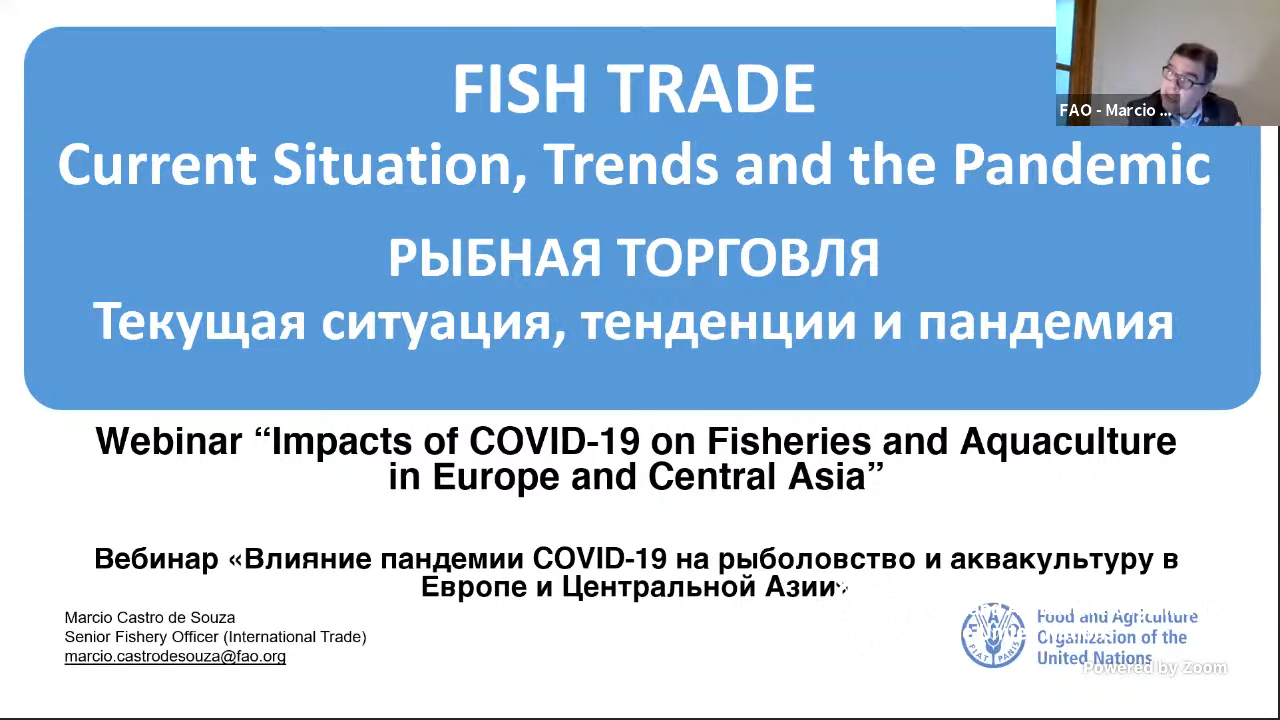 FISH TRADE
Current Situation, Trends and the Pandemic
РЫБНАЯ ТОРГОВЛЯ
Текущая ситуация, тенденции и пандемия
FAO - Marcio ...
Webinar “Impacts of COVID-19 on Fisheries and Aquaculture
in Europe and Central Asia”
Вебинар «Влияние пандемии COVID-19 на рыболовство и аквакультуру в
Европе и Центральной Азии»
Marcio Castro de Souza
Senior Fishery Officer (International Trade)
marcio.castrodesouza@fao.org
FIAT PANIS
Food and Agriculture
Organization of the
United Nations
Powered by Zoom